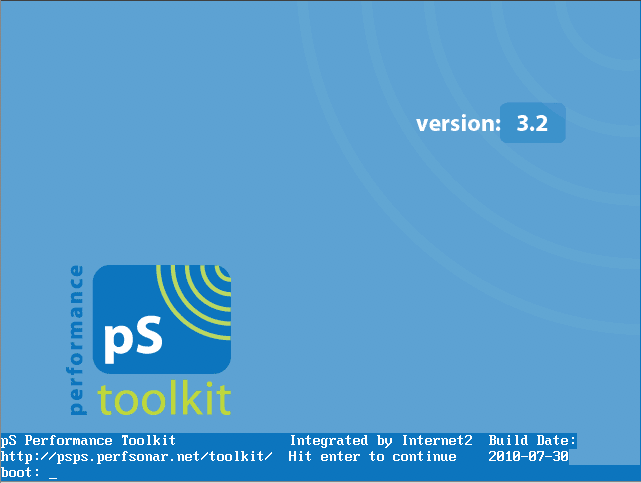 version: 3.2
performance
pS
toolkit
pS Performance Toolkit Integrated by Internet2 Build Date:
http://psps.perfsonar.net/toolkit/ Hit enter to continue 2010-07-30
boot: _